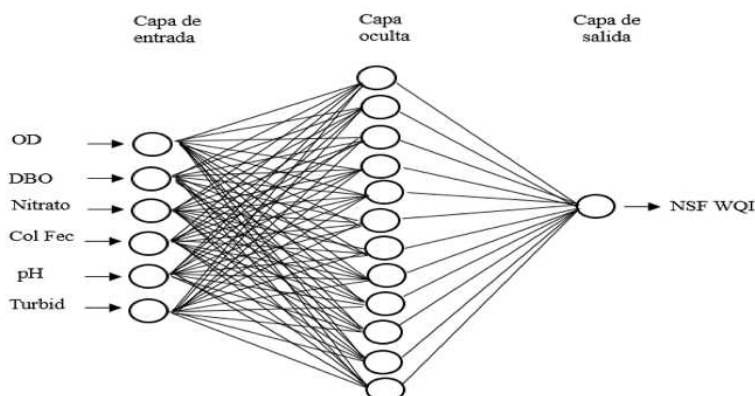 Capa de
entrada
Capa
oculta
Capa de
salida
OD
DBO
Nitrato
Col Fec
pH
Turbid
NSF WQI